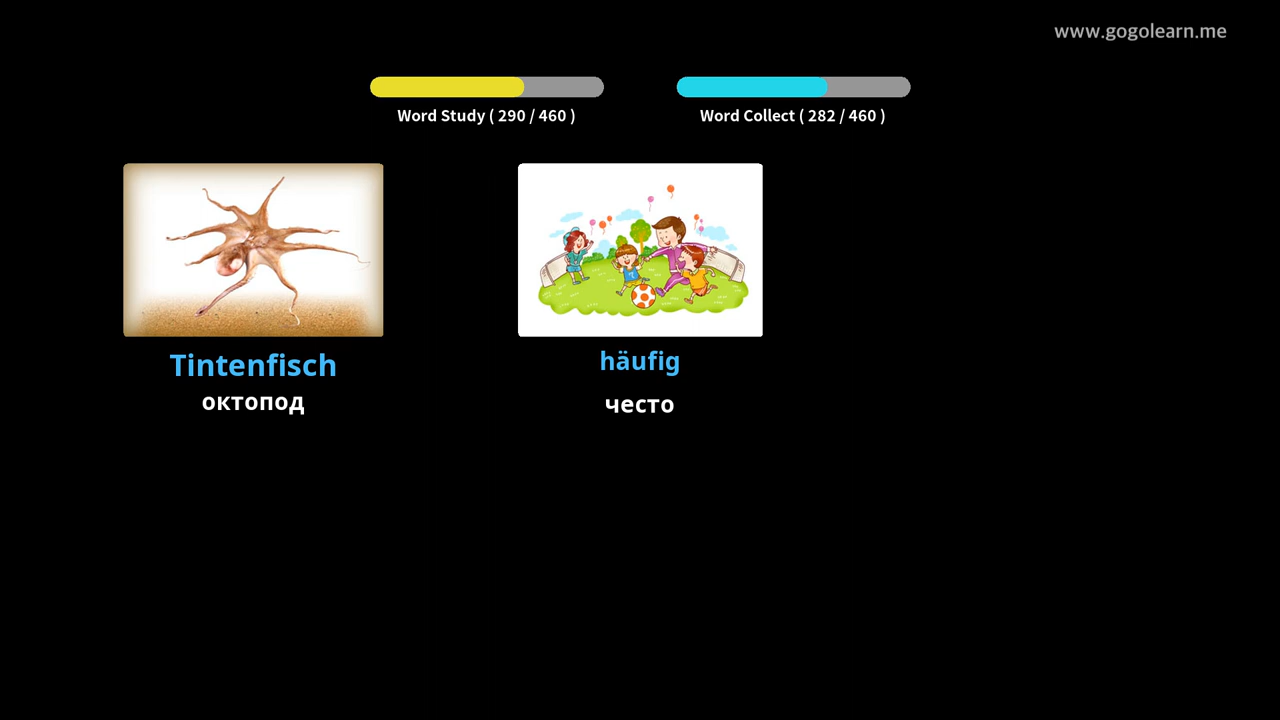 www.gogolearn.me
Word Study ( 290 / 460 )
Word Collect ( 282 / 460 )
Tintenfisch
октопод
häufig
често